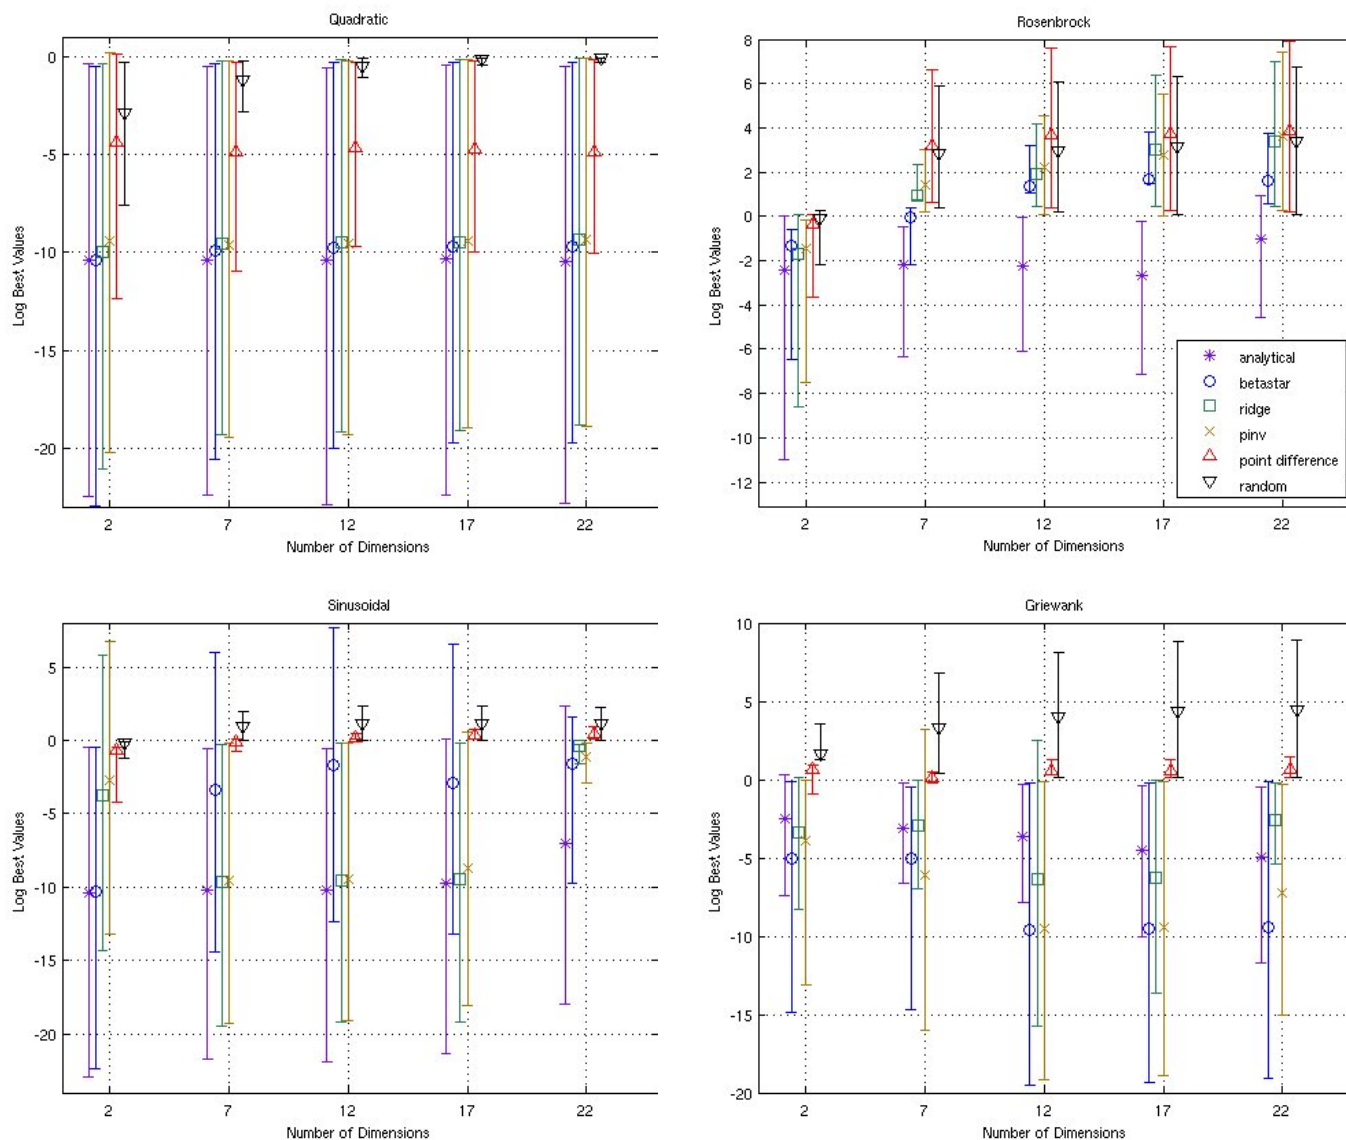 Quadratic
0
-5
-10
-15
-20
Log Best Values
2 7 12 17 22
Number of Dimensions
Rosenbrock
8
6
4
2
0
-2
-4
-6
-8
-10
-12
Log Best Values
analytical
betastar
ridge
pinv
point difference
random
2 7 12 17 22
Number of Dimensions
Sinusoidal
5
0
-5
-10
-15
-20
Log Best Values
2 7 12 17 22
Number of Dimensions
Griewank
10
5
0
-5
-10
-15
-20
Log Best Values
2 7 12 17 22
Number of Dimensions